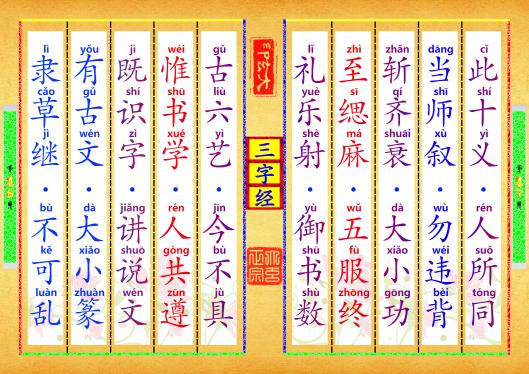 cǐ shí yì rén suǒ tóng
此十义·人所同
dāng shī xù wù wéi bèi
当师叙·勿违背
zhǎn qí shuāi dà xiǎo gōng
斩齐衰·大小功
zhì sī má wǔ fú zhōng
至缌麻·五服终
lǐ yuè shè yù shū shù
礼乐射·御书数
三字经
gǔ liù yì jīn bù jù
古六艺·今不具
wéi shū xué rén gòng zūn
惟书学·人共遵
jì shí zì jiǎng shuō wén
既识字·讲说文
yǒu gǔ wén dà xiǎo zhuàn
有古文·大小篆
lì cǎo jì bù kě luàn
隶草继·不可乱